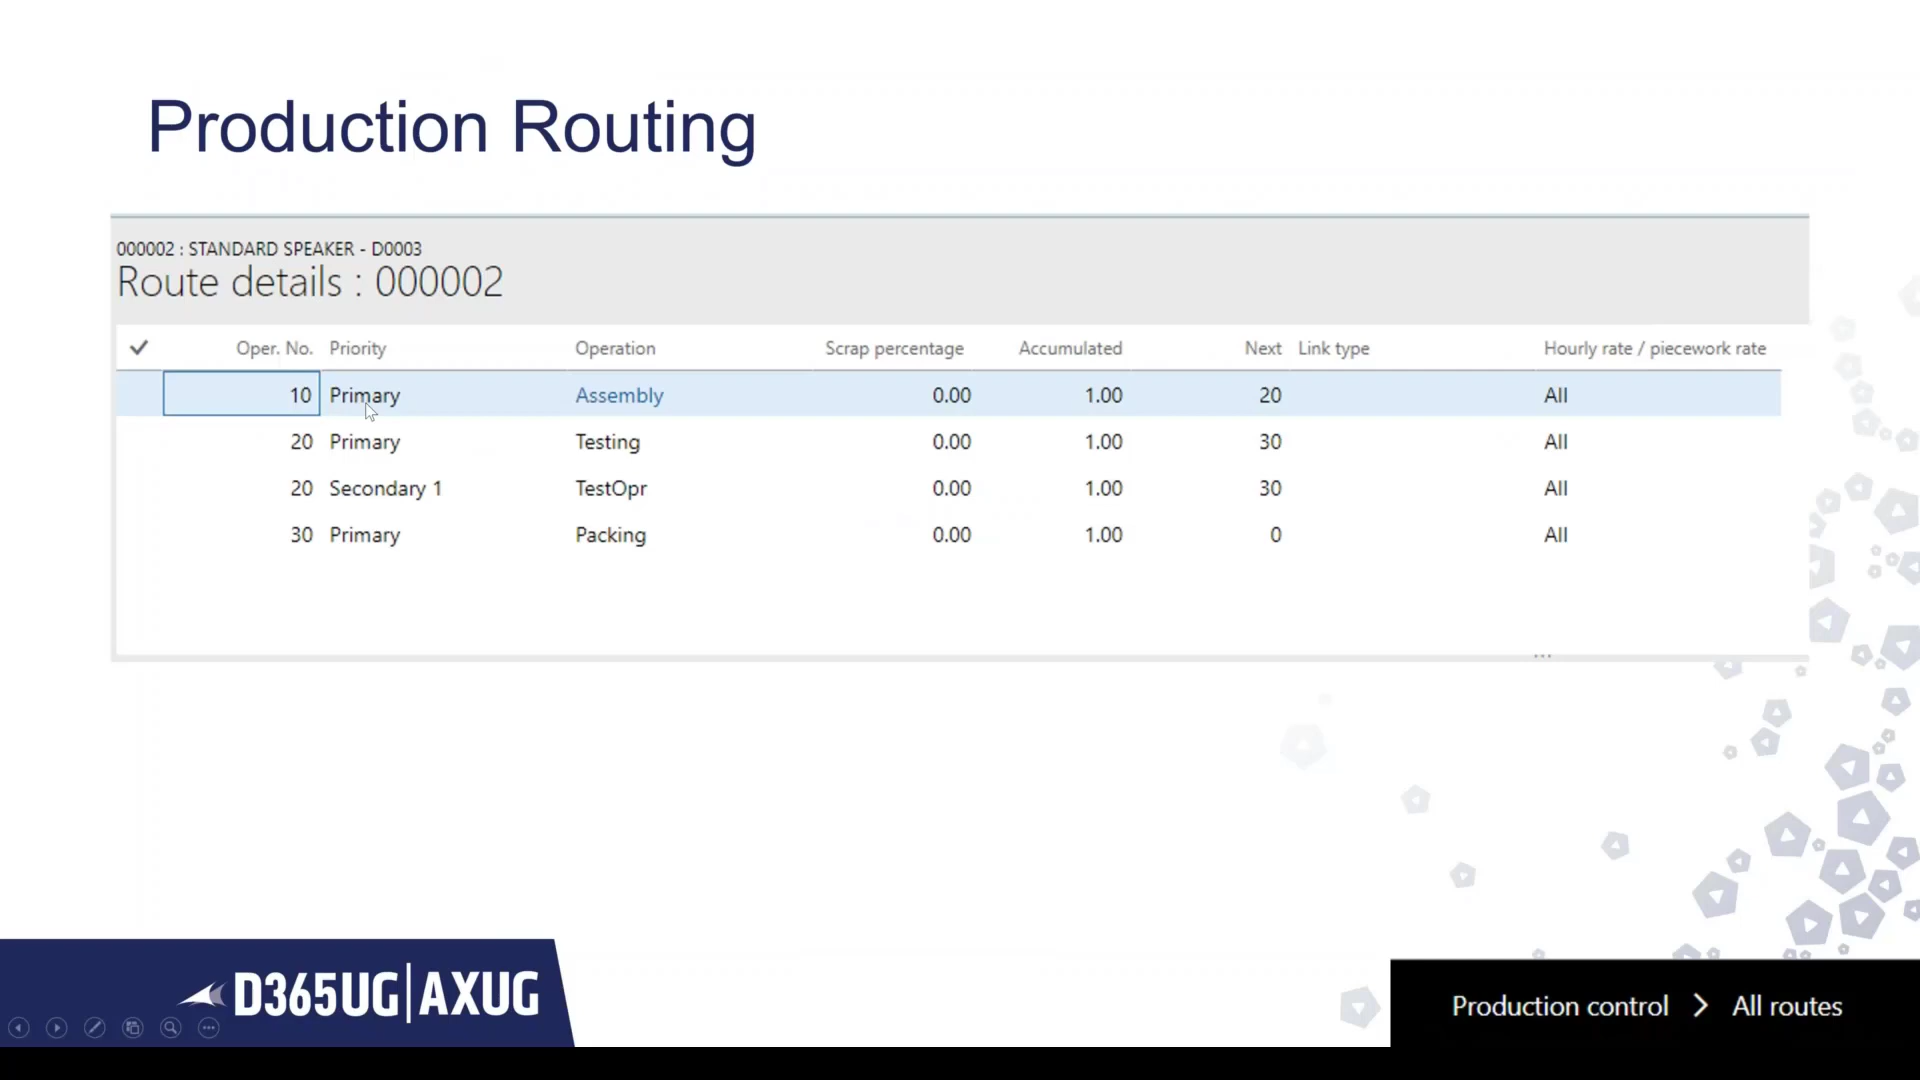 Production Routing
000002 : STANDARD SPEAKER - D0003
Route details : 000002
Oper. No. Priority Operation Scrap percentage Accumulated Next Link type Hourly rate / piecework rate
10 Primary Assembly 0.00 1.00 20 All
20 Primary Testing 0.00 1.00 30 All
20 Secondary 1 TestOpr 0.00 1.00 30 All
30 Primary Packing 0.00 1.00 0 All
D365UG|AXUG
Production control > All routes